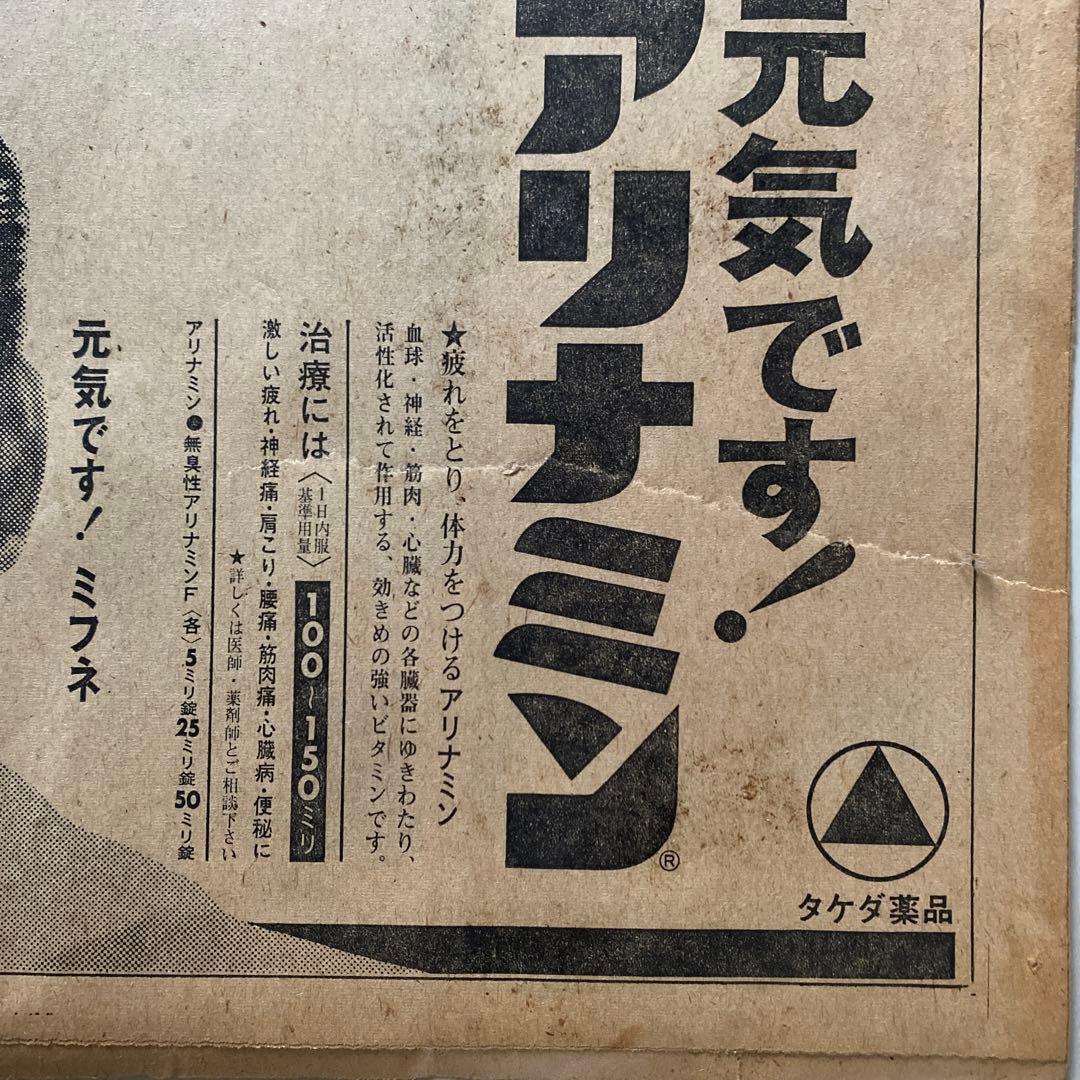 元気です!
アリナミン®
★疲れをとり、体力をつけるアリナミン
血球・神経・筋肉・心臓などの各臓器にゆきわたり、
活性化されて作用する、効きめの強いビタミンです。
治療には〈1日内服基準用量〉100〜150ミリ
激しい疲れ・神経痛・肩こり・腰痛・筋肉痛・心臓病・便秘に
★詳しくは医師・薬剤師とご相談下さい
アリナミン 無臭性アリナミンF〈各〉5ミリ錠25ミリ錠50ミリ錠
元気です!ミフネ
タケダ薬品